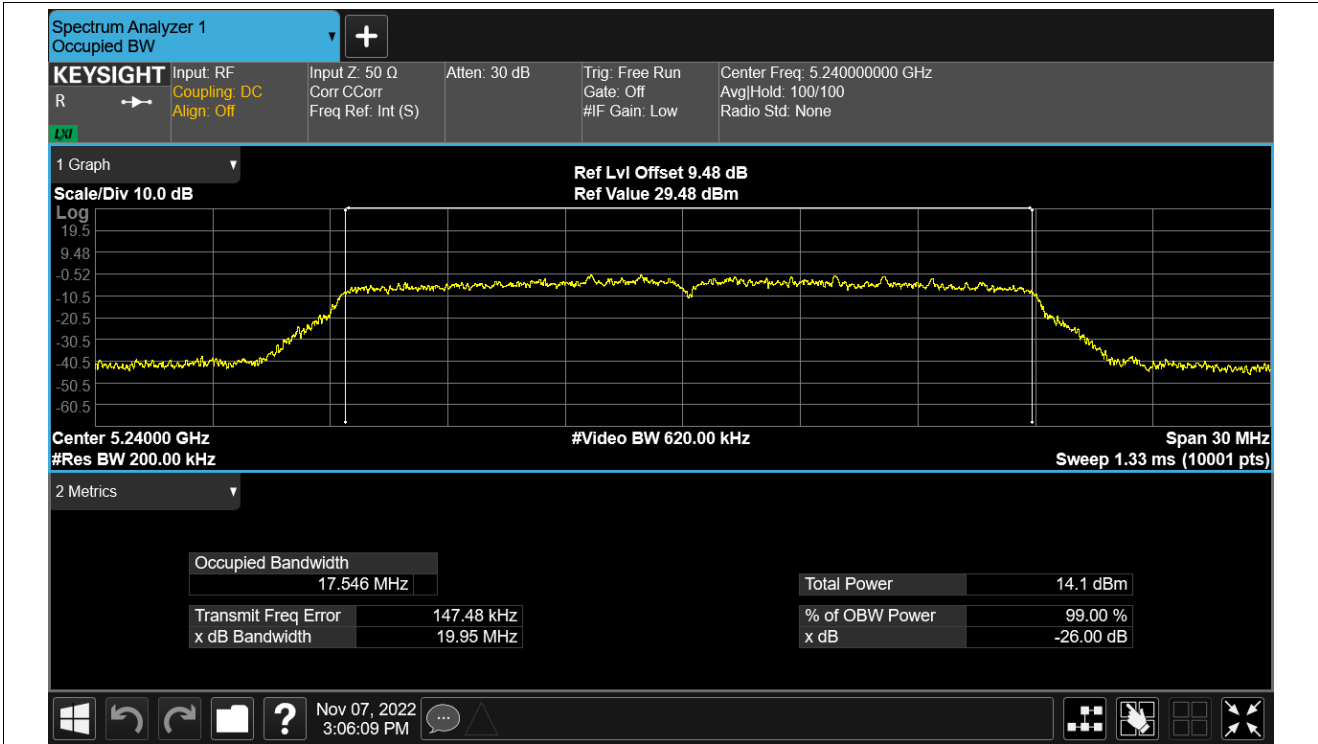 Spectrum Analyzer 1
Occupied BW
KEYSIGHT
R
LXI
Input: RF
Coupling: DC
Align: Off
Input Z: 50 Ω
Corr CCorr
Freq Ref: Int (S)
Atten: 30 dB
Trig: Free Run
Gate: Off
#IF Gain: Low
Center Freq: 5.240000000 GHz
Avg|Hold: 100/100
Radio Std: None
1 Graph
Scale/Div 10.0 dB
Ref Lvl Offset 9.48 dB
Ref Value 29.48 dBm
Log
19.5
9.48
-0.52
-10.5
-20.5
-30.5
-40.5
-50.5
-60.5
Center 5.24000 GHz
#Video BW 620.00 kHz
Span 30 MHz
#Res BW 200.00 kHz
Sweep 1.33 ms (10001 pts)
2 Metrics
Occupied Bandwidth
17.546 MHz
Total Power 14.1 dBm
Transmit Freq Error 147.48 kHz
% of OBW Power 99.00 %
x dB Bandwidth 19.95 MHz
x dB -26.00 dB
?
Nov 07, 2022
3:06:09 PM